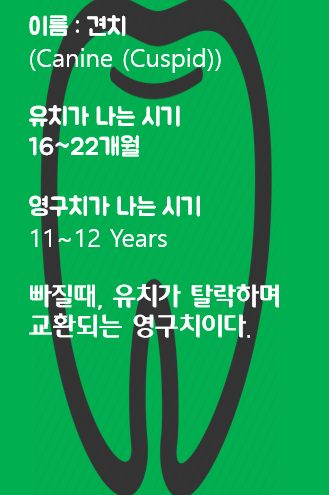 이름 : 견치
(Canine (Cuspid))
유치가 나는 시기
16~22개월
영구치가 나는 시기
11~12 Years
빠질때, 유치가 탈락하며
교환되는 영구치이다.